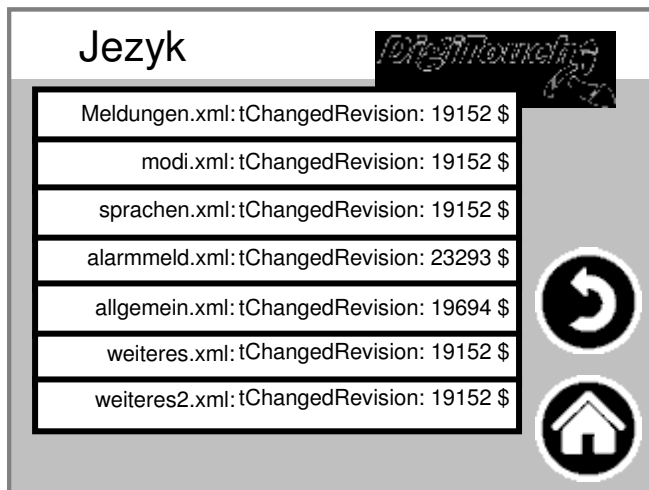 Jezyk
DigiTouch
Meldungen.xml: tChangedRevision: 19152 $
modi.xml: tChangedRevision: 19152 $
sprachen.xml: tChangedRevision: 19152 $
alarmmeld.xml: tChangedRevision: 23293 $
allgemein.xml: tChangedRevision: 19694 $
weiteres.xml: tChangedRevision: 19152 $
weiteres2.xml: tChangedRevision: 19152 $